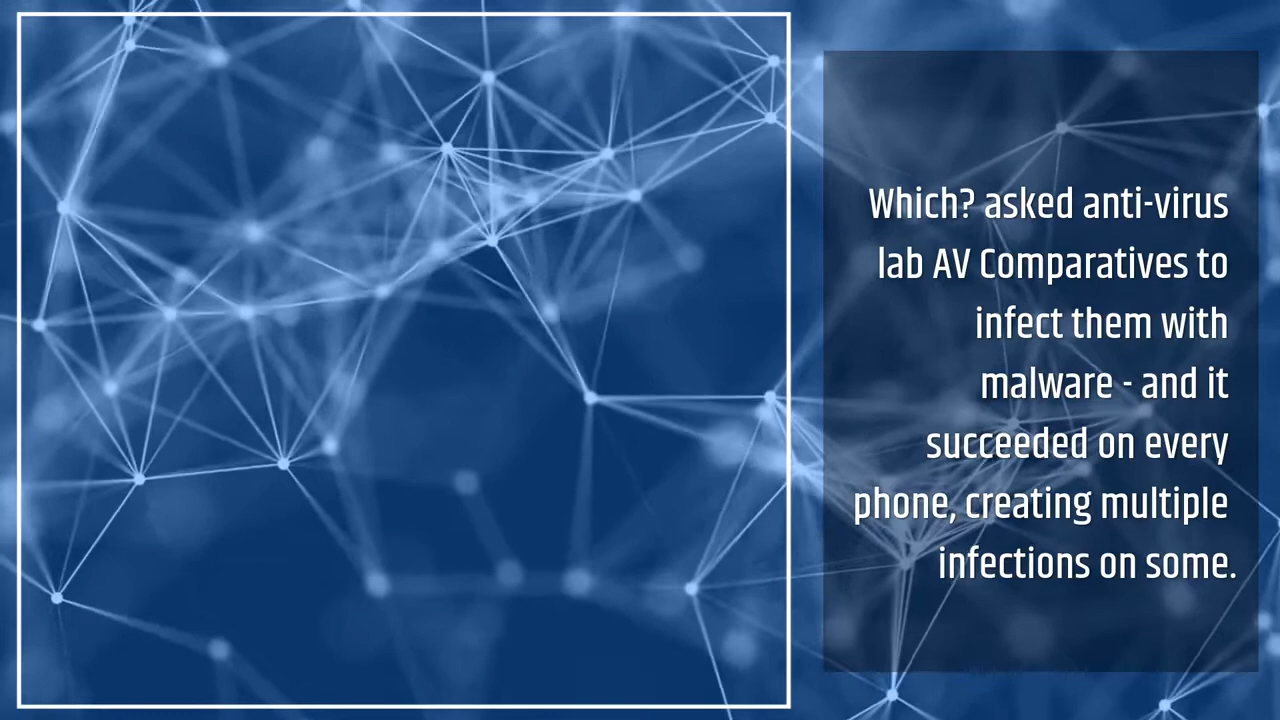 Which? asked anti-virus
lab AV Comparatives to
infect them with
malware - and it
succeeded on every
phone, creating multiple
infections on some.